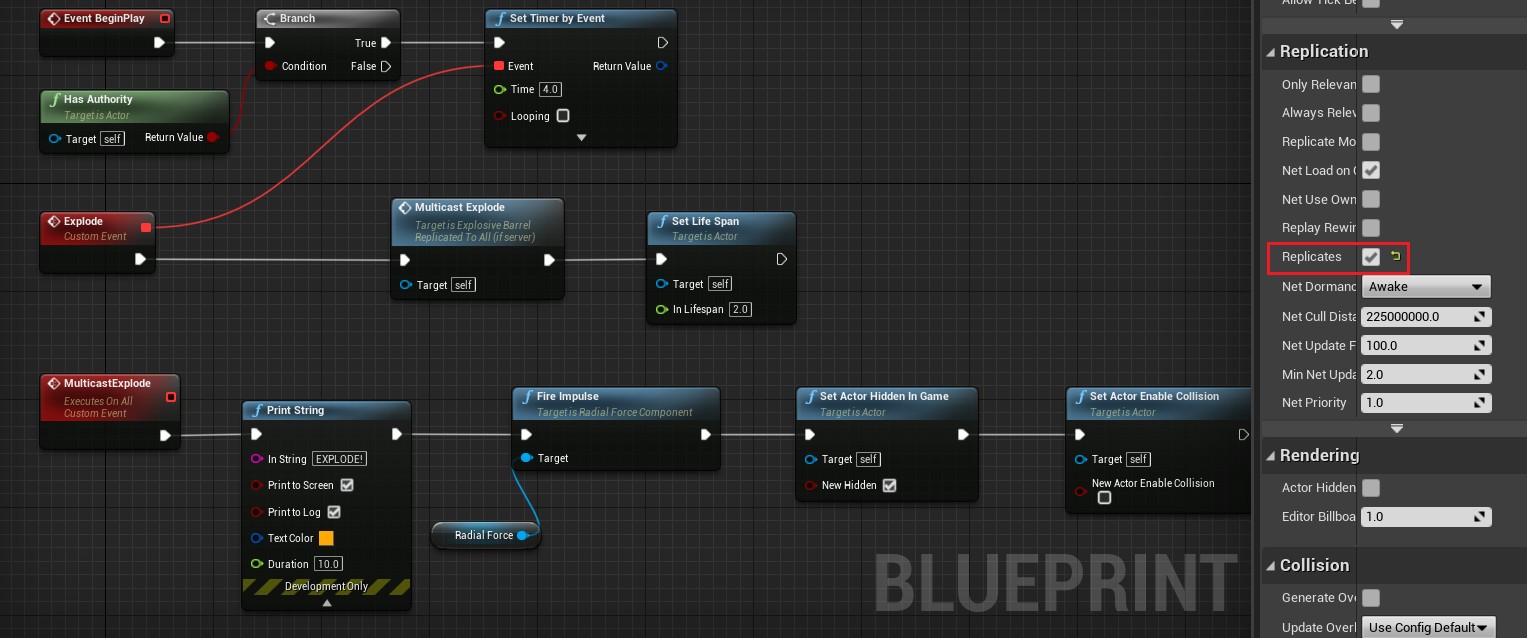 Event BeginPlay
Branch
True
Condition
False
Set Timer by Event
Event
Return Value
Time 4.0
Looping
Has Authority
Target is Actor
Target self
Return Value
Explode
Custom Event
Multicast Explode
Target is Explosive Barrel
Replicated To All (if server)
Target self
Set Life Span
Target is Actor
Target self
In Lifespan 2.0
MulticastExplode
Executes On All
Custom Event
Print String
In String EXPLODE!
Print to Screen
Print to Log
Text Color
Duration 10.0
Development Only
Fire Impulse
Target is Radial Force Component
Target
Radial Force
Set Actor Hidden In Game
Target is Actor
Target self
New Hidden
Set Actor Enable Collision
Target is Actor
Target self
New Actor Enable Collision
BLUEPRINT
Allow Tick Be
Replication
Only Relevan
Always Relev
Replicate Mo
Net Load on
Net Use Own
Replay Rewin
Replicates
Net Dormanc Awake
Net Cull Dista 225000000.0
Net Update F 100.0
Min Net Upda 2.0
Net Priority 1.0
Rendering
Actor Hidden
Editor Billboa 1.0
Collision
Generate Ove
Update Overl Use Config Default